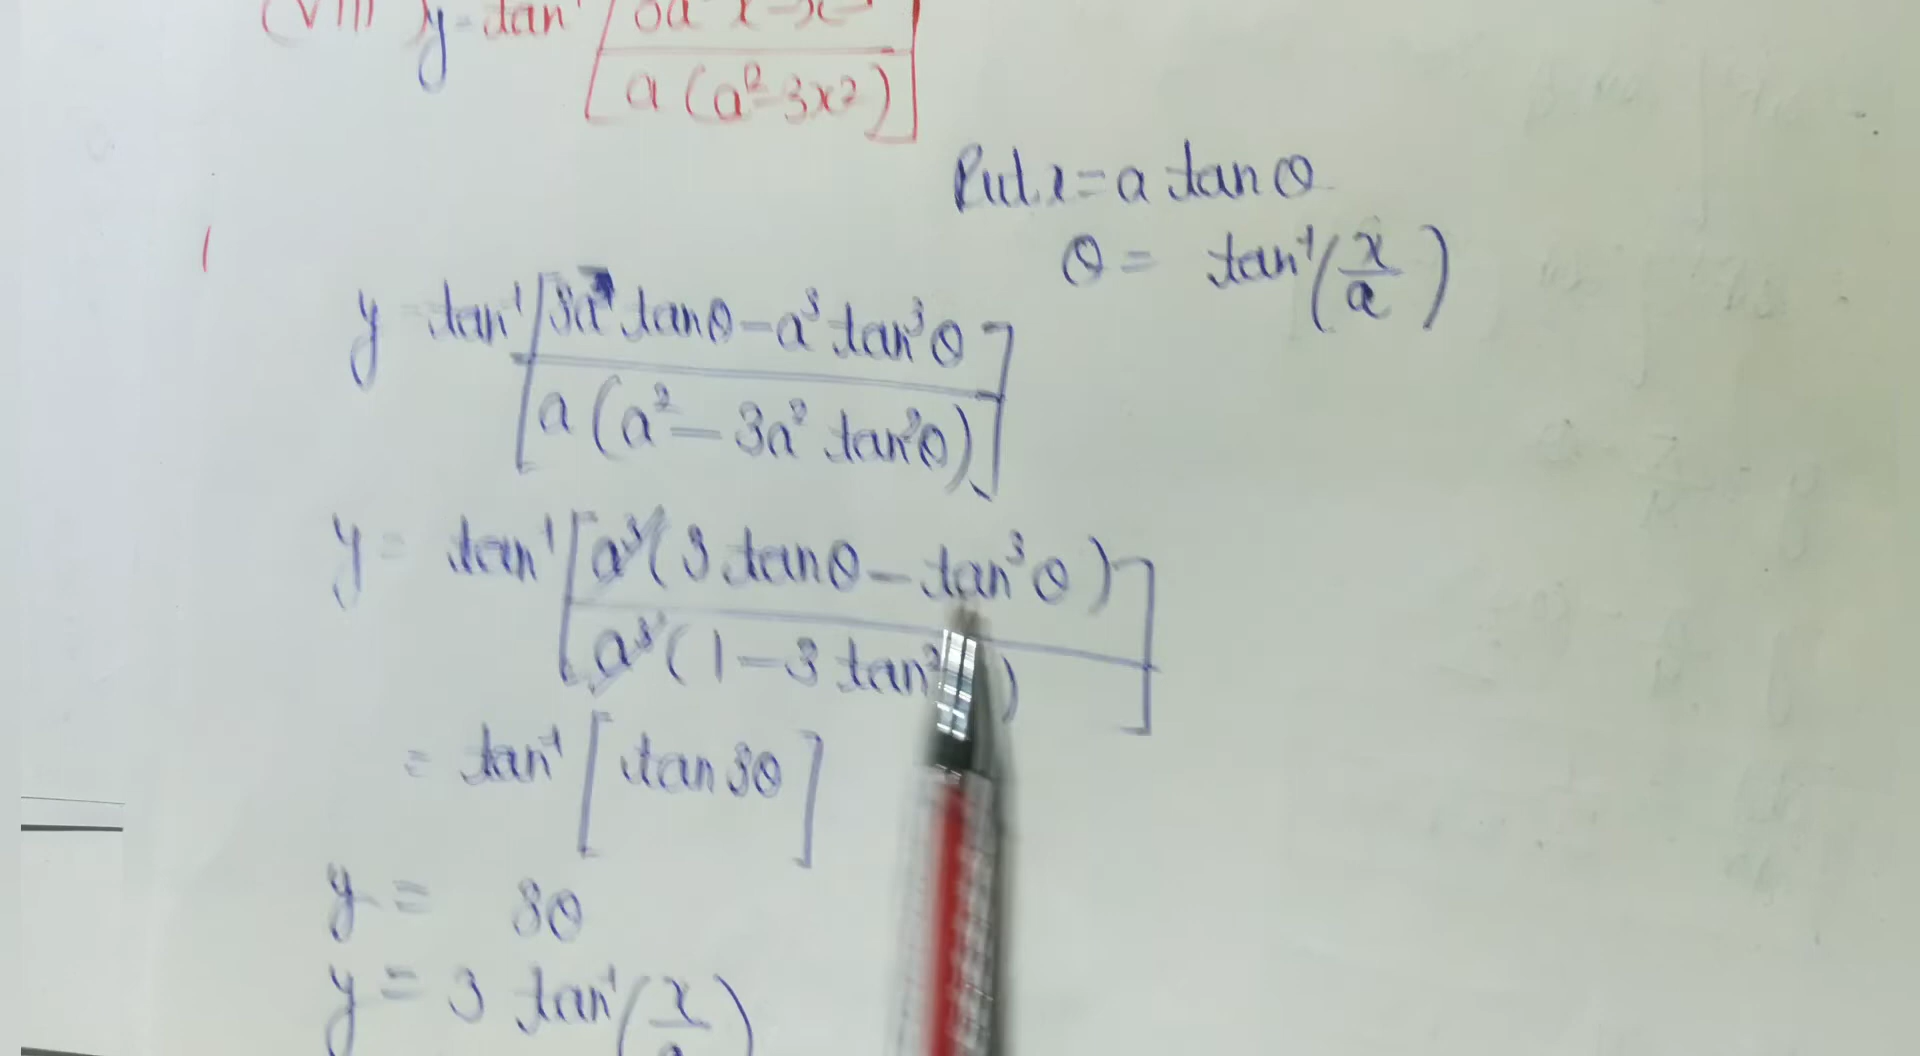 (VIII) y = tan⁻¹ [3a²x-x³
a (a²-3x²)]
Put x = a tan θ
θ = tan⁻¹ (x/a)
y = tan⁻¹ [3a³ tan θ - a³ tan³ θ
a (a² - 3a² tan² θ)]
y = tan⁻¹ [a³ (3 tan θ - tan³ θ)
a³ (1 - 3 tan² )]
= tan⁻¹ [tan 3θ]
y = 3θ
y = 3 tan⁻¹ (x/a)